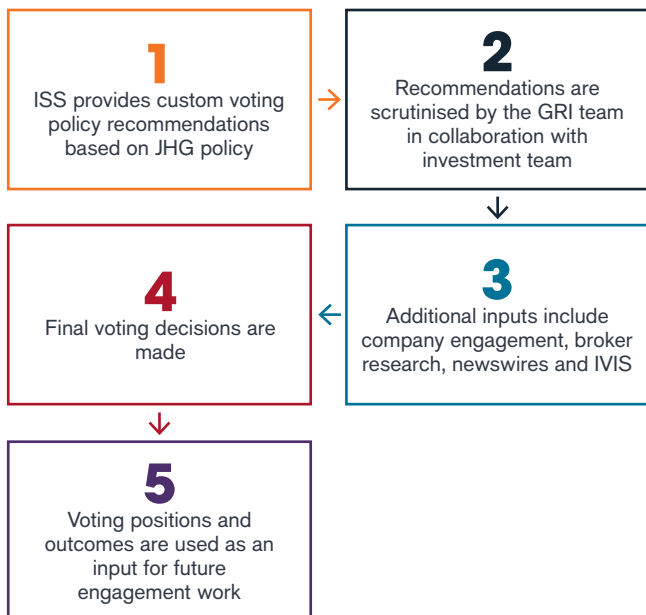 1
ISS provides custom voting
policy recommendations
based on JHG policy
2
Recommendations are
scrutinised by the GRI team
in collaboration with
investment team
3
Additional inputs include
company engagement, broker
research, newswires and IVIS
4
Final voting decisions are
made
5
Voting positions and
outcomes are used as an
input for future
engagement work